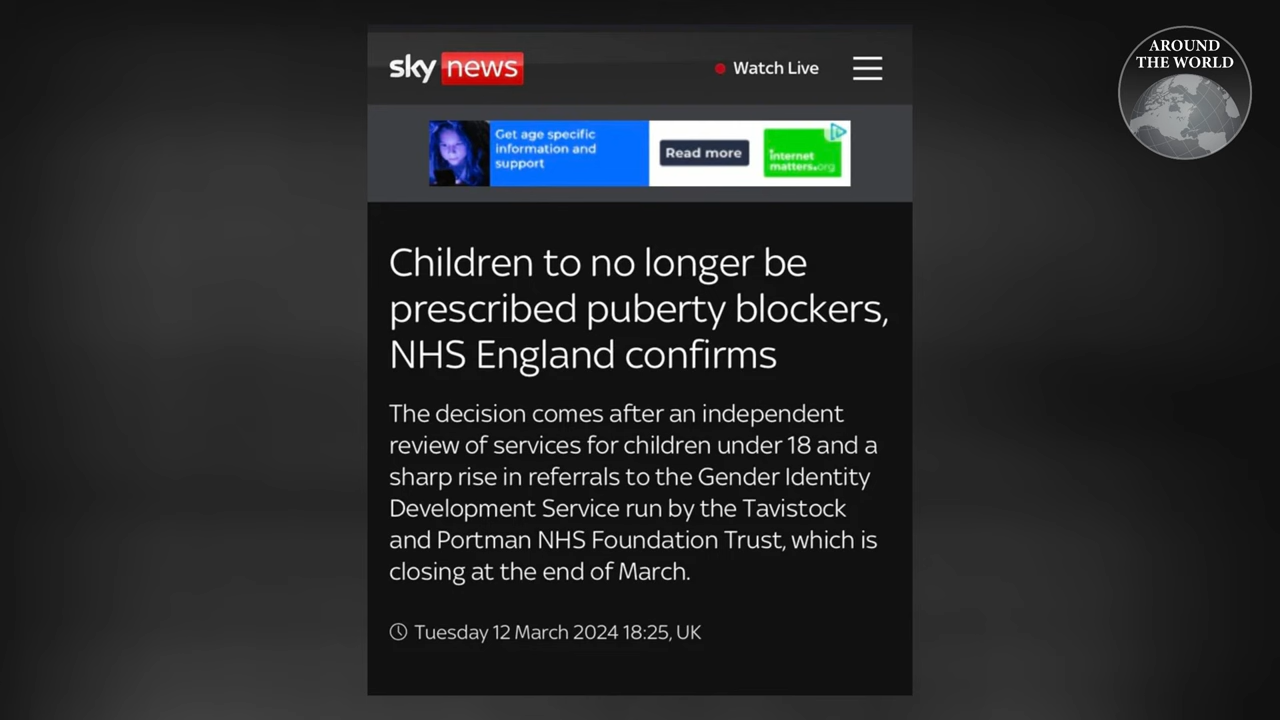 sky news
Watch Live
AROUND
THE WORLD
Get age specific
information and
support
Read more
internet
matters.org
Children to no longer be
prescribed puberty blockers,
NHS England confirms
The decision comes after an independent
review of services for children under 18 and a
sharp rise in referrals to the Gender Identity
Development Service run by the Tavistock
and Portman NHS Foundation Trust, which is
closing at the end of March.
Tuesday 12 March 2024 18:25, UK